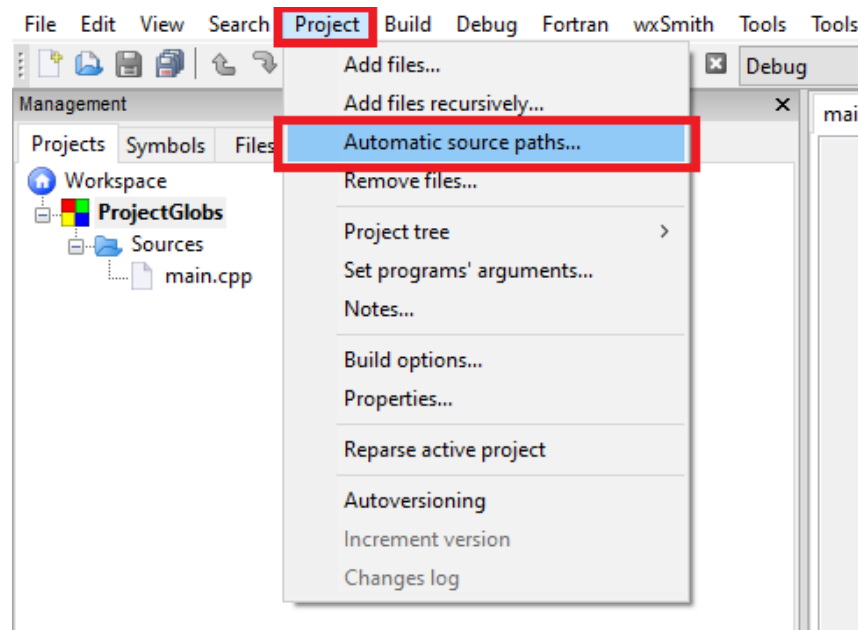 File Edit View Search Project Build Debug Fortran wxSmith Tools Tools
Debug
Management
Projects Symbols Files
Workspace
ProjectGlobs
Sources
main.cpp
Add files...
Add files recursively...
Automatic source paths...
Remove files...
Project tree
Set programs' arguments...
Notes...
Build options...
Properties...
Reparse active project
Autoversioning
Increment version
Changes log
mai